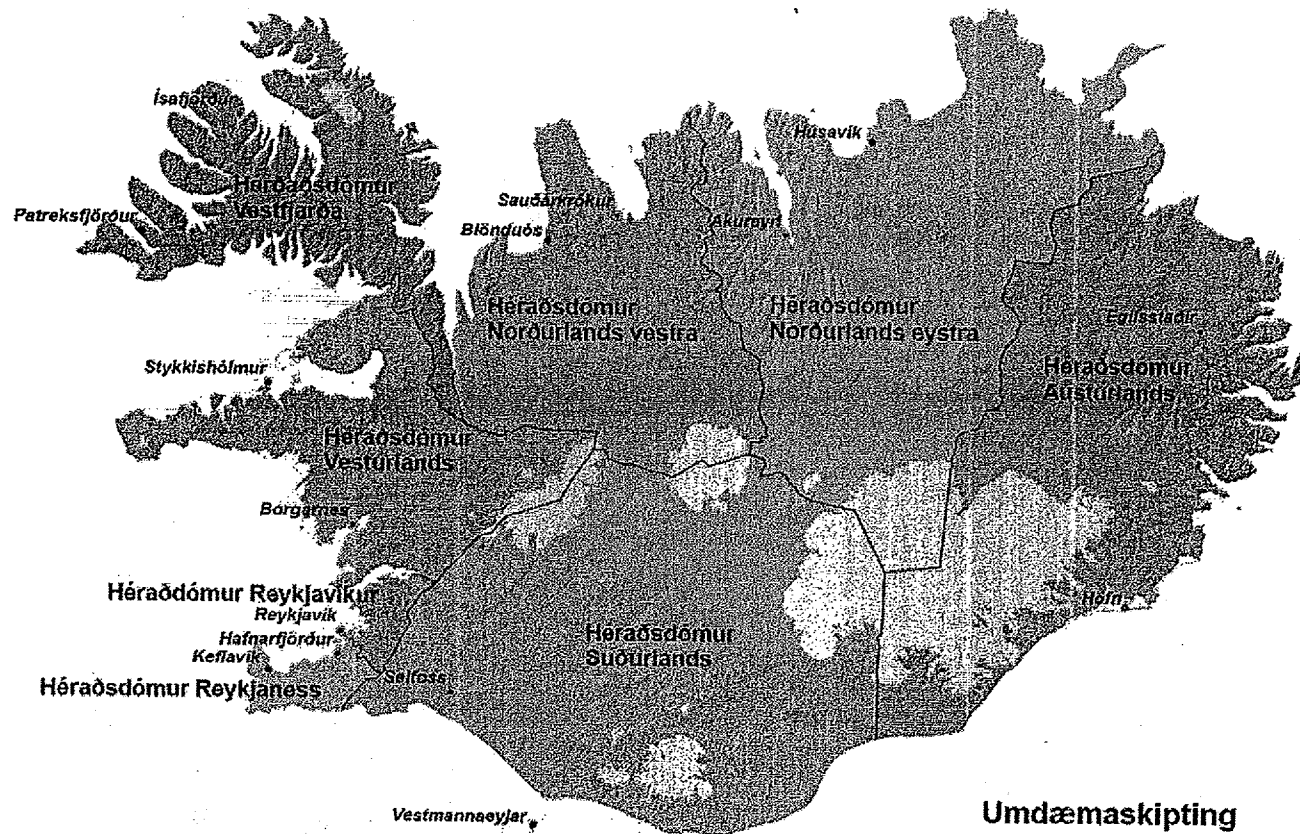 Ísafjörður
Húsavík
Héraðsdómur
Vestfjarða
Patreksfjörður
Sauðárkrókur
Blönduós
Akureyri
Héraðsdómur
Norðurlands vestra
Héraðsdómur
Norðurlands eystra
Egilsstaðir
Stykkishólmur
Héraðsdómur
Austurlands
Héraðsdómur
Vesturlands
Borgarnes
Héraðdómur Reykjavíkur
Reykjavík
Hafnarfjörður
Keflavík
Héraðsdómur Reykjaness
Selfoss
Héraðsdómur
Suðurlands
Höfn
Vestmannaeyjar
Umdæmaskipting